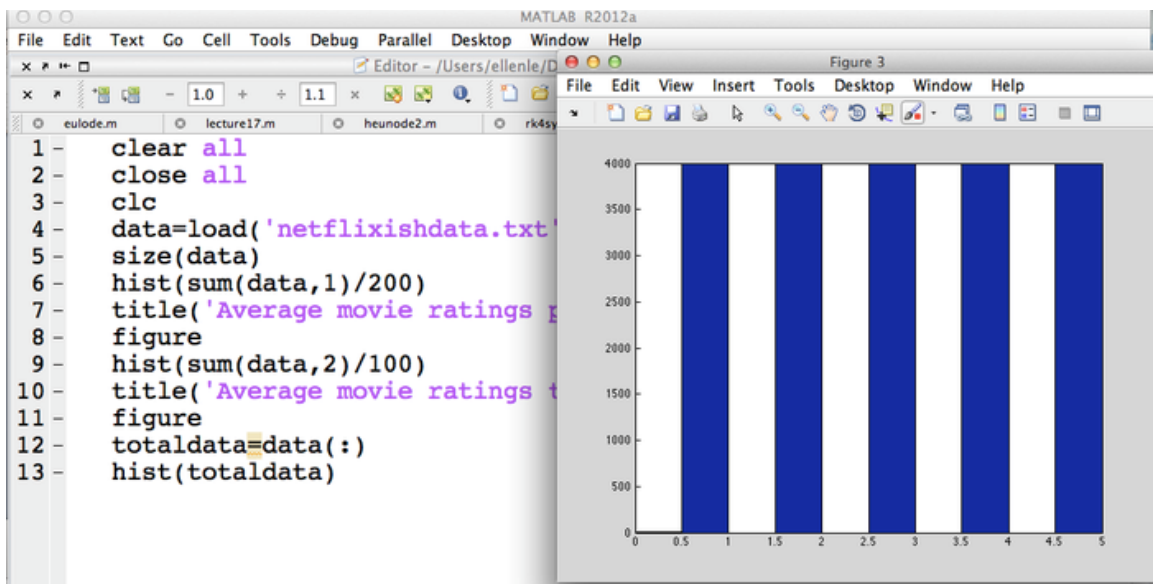 MATLAB R2012a
File Edit Text Go Cell Tools Debug Parallel Desktop Window Help
Editor - /Users/ellenle/D
- 1.0 + ÷ 1.1 ×
eulode.m lecture17.m heunode2.m rk4sy
1 - clear all
2 - close all
3 - clc
4 - data=load('netflixishdata.txt'
5 - size(data)
6 - hist(sum(data,1)/200)
7 - title('Average movie ratings p
8 - figure
9 - hist(sum(data,2)/100)
10 - title('Average movie ratings t
11 - figure
12 - totaldata=data(:)
13 - hist(totaldata)
Figure 3
File Edit View Insert Tools Desktop Window Help
4000
3500
3000
2500
2000
1500
1000
500
0
0 0.5 1 1.5 2 2.5 3 3.5 4 4.5 5